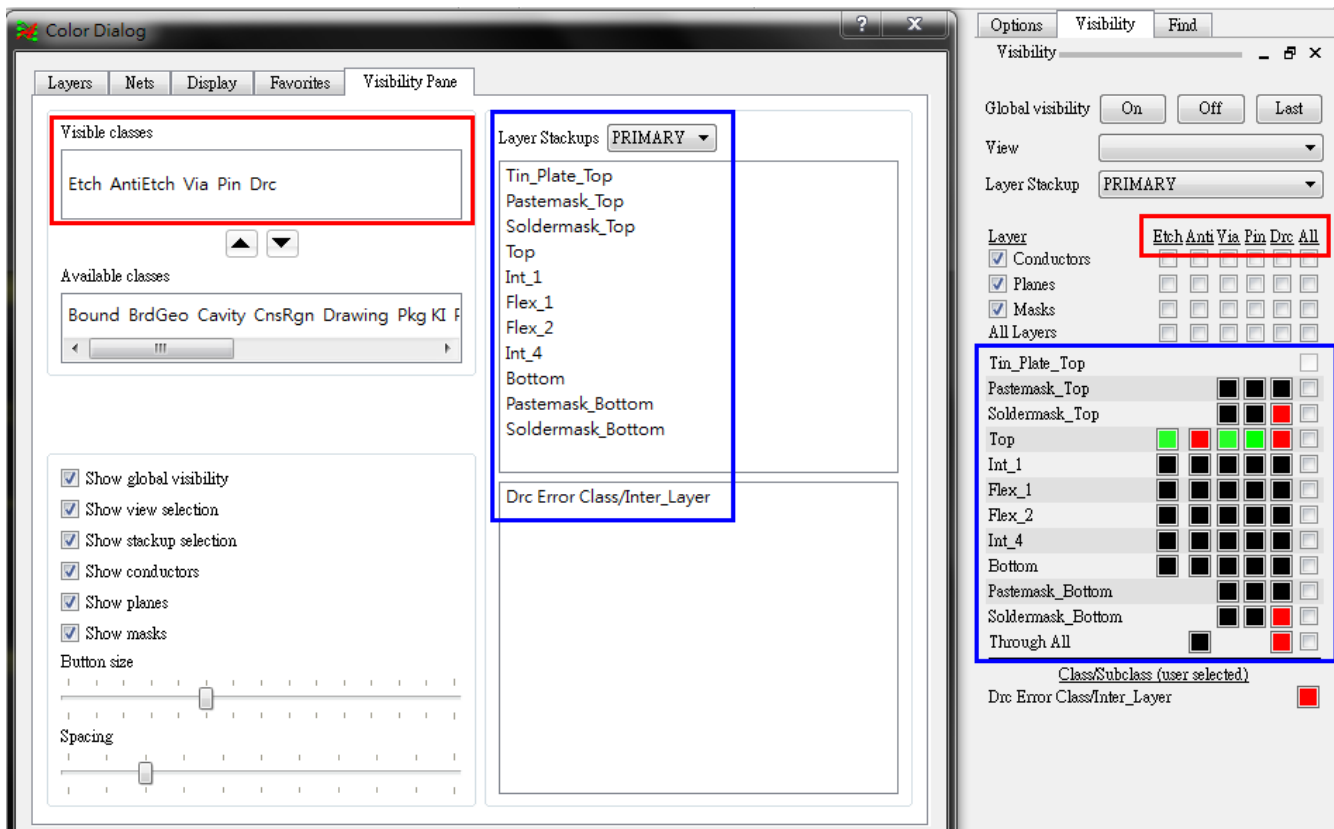 Color Dialog
?
X
Layers
Nets
Display
Favorites
Visibility Pane
Visible classes
Etch AntiEtch Via Pin Drc
Available classes
Bound BrdGeo Cavity CnsRgn Drawing Pkg KI
Show global visibility
Show view selection
Show stackup selection
Show conductors
Show planes
Show masks
Button size
Spacing
Layer Stackups PRIMARY
Tin_Plate_Top
Pastemask_Top
Soldermask_Top
Top
Int_1
Flex_1
Flex_2
Int_4
Bottom
Pastemask_Bottom
Soldermask_Bottom
Drc Error Class/Inter_Layer
Options
Visibility
Find
Visibility
Global visibility On Off Last
View
Layer Stackup PRIMARY
Layer Etch Anti Via Pin Drc All
Conductors
Planes
Masks
All Layers
Tin_Plate_Top
Pastemask_Top
Soldermask_Top
Top
Int_1
Flex_1
Flex_2
Int_4
Bottom
Pastemask_Bottom
Soldermask_Bottom
Through All
Class/Subclass (user selected)
Drc Error Class/Inter_Layer